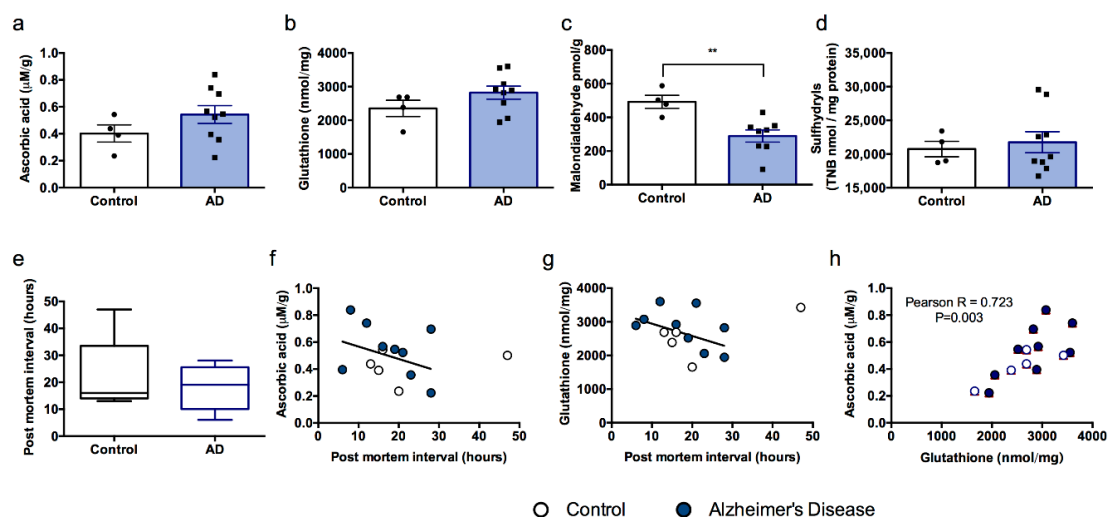 a
Ascorbic acid (μM/g)
1.0
0.8
0.6
0.4
0.2
0.0
Control
AD
b
Glutathione (nmol/mg)
4000
3000
2000
1000
0
Control
AD
c
Malondialdehyde pmol/g
800
600
400
200
0
**
Control
AD
d
Sulfhydryls
(TNB nmol / mg protein)
35,000
30,000
25,000
20,000
15,000
Control
AD
e
Post mortem interval (hours)
50
40
30
20
10
0
Control
AD
f
Ascorbic acid (μM/g)
1.0
0.8
0.6
0.4
0.2
0.0
0
10
20
30
40
50
Post mortem interval (hours)
g
Glutathione (nmol/mg)
4000
3000
2000
1000
0
0
10
20
30
40
50
Post mortem interval (hours)
h
Ascorbic acid (μM/g)
1.0
0.8
0.6
0.4
0.2
0.0
Pearson R = 0.723
P=0.003
0
1000
2000
3000
4000
Glutathione (nmol/mg)
Control
Alzheimer's Disease